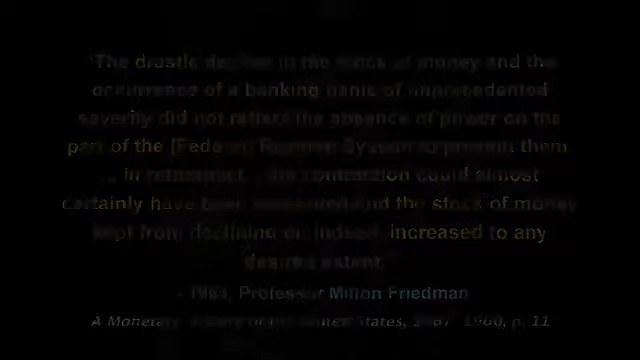 "The drastic decline in the stock of money and the
occurrence of a banking panic of unprecedented
severity did not reflect the absence of power on the
part of the [Federal Reserve System to prevent them
in retrospect, the contraction could almost
certainly have been prevented and the stock of money
kept from declining or, indeed, increased to any
desired extent."
- 1963, Professor Milton Friedman
A Monetary History of the United States, 1867 - 1960, p. 11